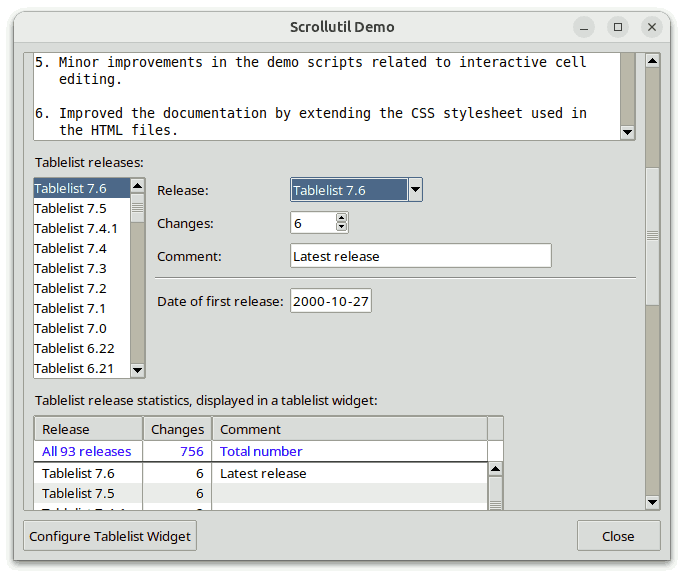 Scrollutil Demo
5. Minor improvements in the demo scripts related to interactive cell
editing.
6. Improved the documentation by extending the CSS stylesheet used in
the HTML files.
Tablelist releases:
Tablelist 7.6
Tablelist 7.5
Tablelist 7.4.1
Tablelist 7.4
Tablelist 7.3
Tablelist 7.2
Tablelist 7.1
Tablelist 7.0
Tablelist 6.22
Tablelist 6.21
Release: Tablelist 7.6
Changes: 6
Comment: Latest release
Date of first release: 2000-10-27
Tablelist release statistics, displayed in a tablelist widget:
Release Changes Comment
All 93 releases 756 Total number
Tablelist 7.6 6 Latest release
Tablelist 7.5 6
Configure Tablelist Widget Close